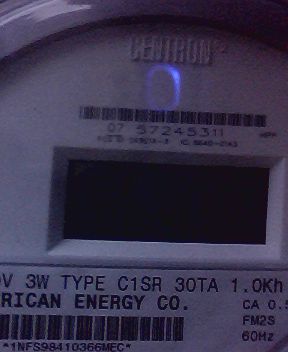 CENTRON
07 57245311
0V 3W TYPE C1SR 30TA 1.0Kh
RICAN ENERGY CO.
CA 0.5
FM2S
60Hz
*1NFS98410366MEC*